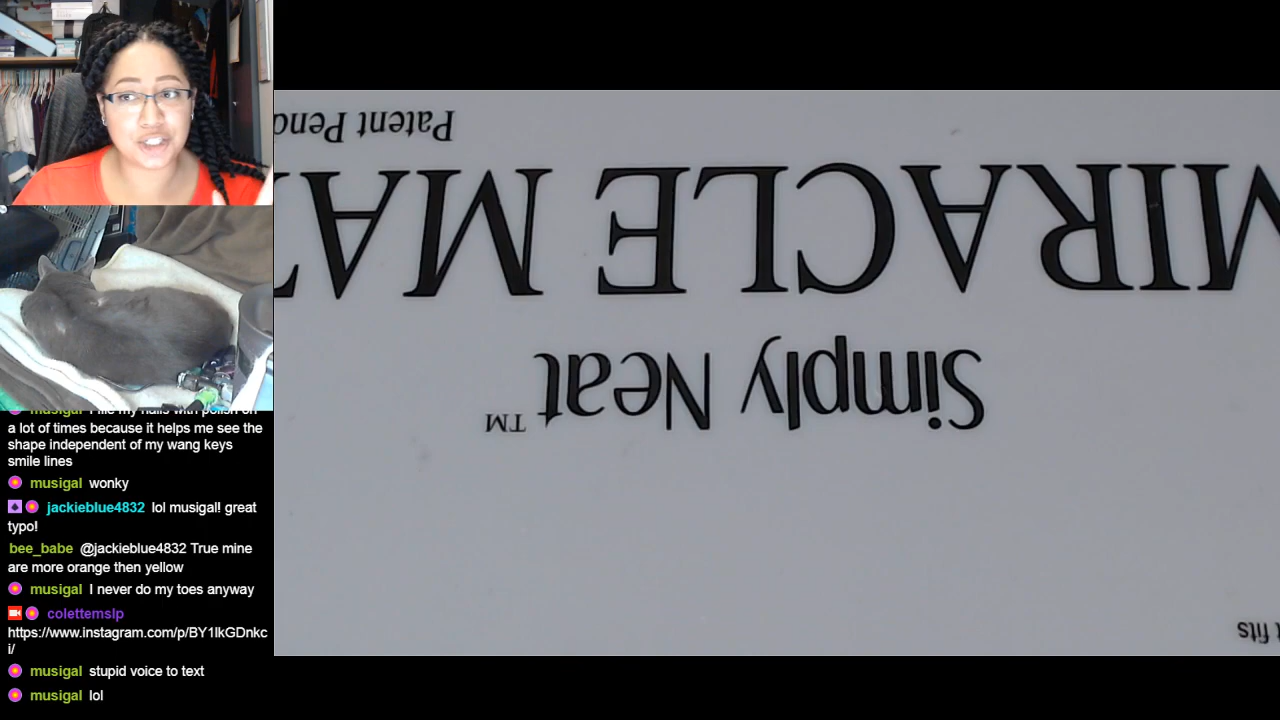 musigal I file my nails with polish on
a lot of times because it helps me see the
shape independent of my wang keys
smile lines
musigal wonky
jackieblue4832 lol musigal! great
typo!
bee_babe @jackieblue4832 True mine
are more orange then yellow
musigal I never do my toes anyway
colettemslp
https://www.instagram.com/p/BY1lkGDnkc
i/
musigal stupid voice to text
musigal lol
fits
Simply Neat™
MIRACLE MA
Patent Pend